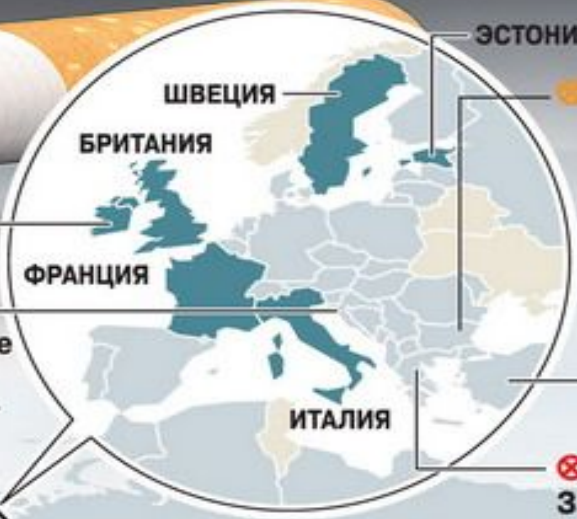 ЭСТОНИ
ШВЕЦИЯ
БРИТАНИЯ
ФРАНЦИЯ
е
ИТАЛИЯ
З